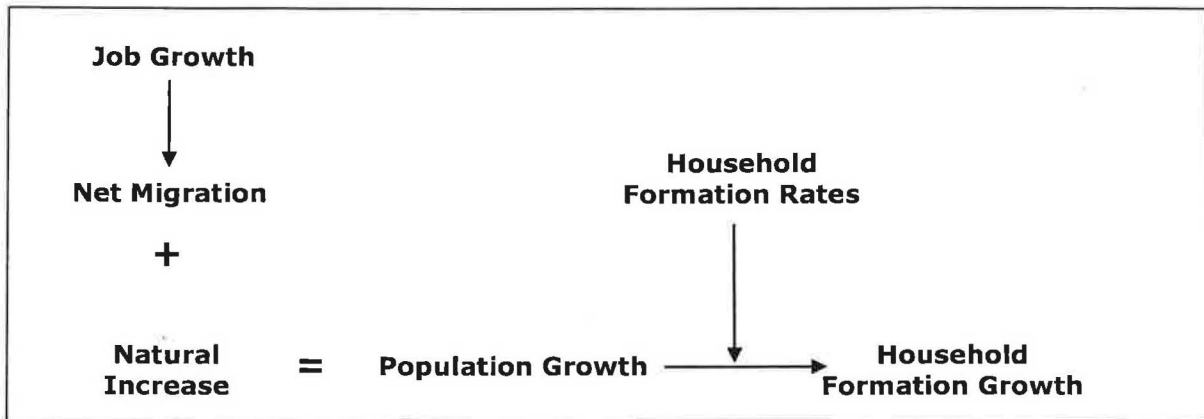 Job Growth
Net Migration
+
Household
Formation Rates
Natural
Increase
=
Population Growth
Household
Formation Growth